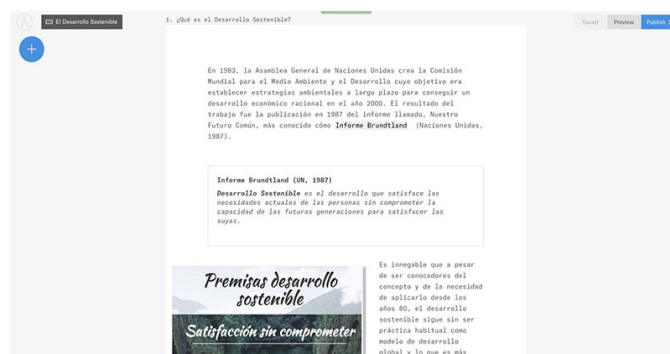 El Desarrollo Sostenible
1. ¿Qué es el Desarrollo Sostenible?
Saved
Preview
Publish
En 1983, la Asamblea General de Naciones Unidas crea la Comisión
Mundial para el Medio Ambiente y el Desarrollo cuyo objetivo era
establecer estrategias ambientales a largo plazo para conseguir un
desarrollo económico racional en el año 2000. El resultado del
trabajo fue la publicación en 1987 del informe llamado, Nuestro
Futuro Común, más conocido cómo Informe Brundtland (Naciones Unidas,
1987).
Informe Brundtland (UN, 1987)
Desarrollo Sostenible es el desarrollo que satisface las
necesidades actuales de las personas sin comprometer la
capacidad de las futuras generaciones para satisfacer las
suyas.
Premisas desarrollo
sostenible
Satisfacción sin comprometer
Es innegable que a pesar
de ser conocedores del
concepto y de la necesidad
de aplicarlo desde los
años 80, el desarrollo
sostenible sigue sin ser
práctica habitual como
modelo de desarrollo
global y lo que es más